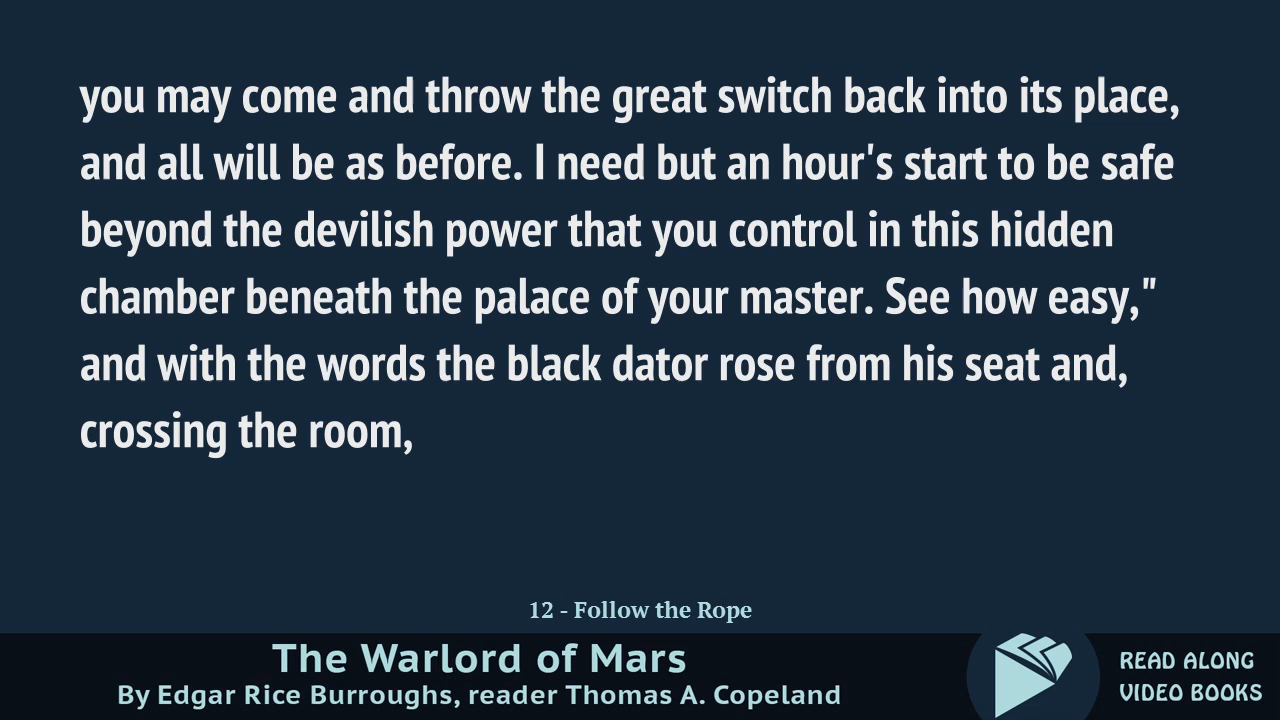 you may come and throw the great switch back into its place,
and all will be as before. I need but an hour's start to be safe
beyond the devilish power that you control in this hidden
chamber beneath the palace of your master. See how easy,"
and with the words the black dator rose from his seat and,
crossing the room,
12 - Follow the Rope
The Warlord of Mars
By Edgar Rice Burroughs, reader Thomas A. Copeland
READ ALONG
VIDEO BOOKS